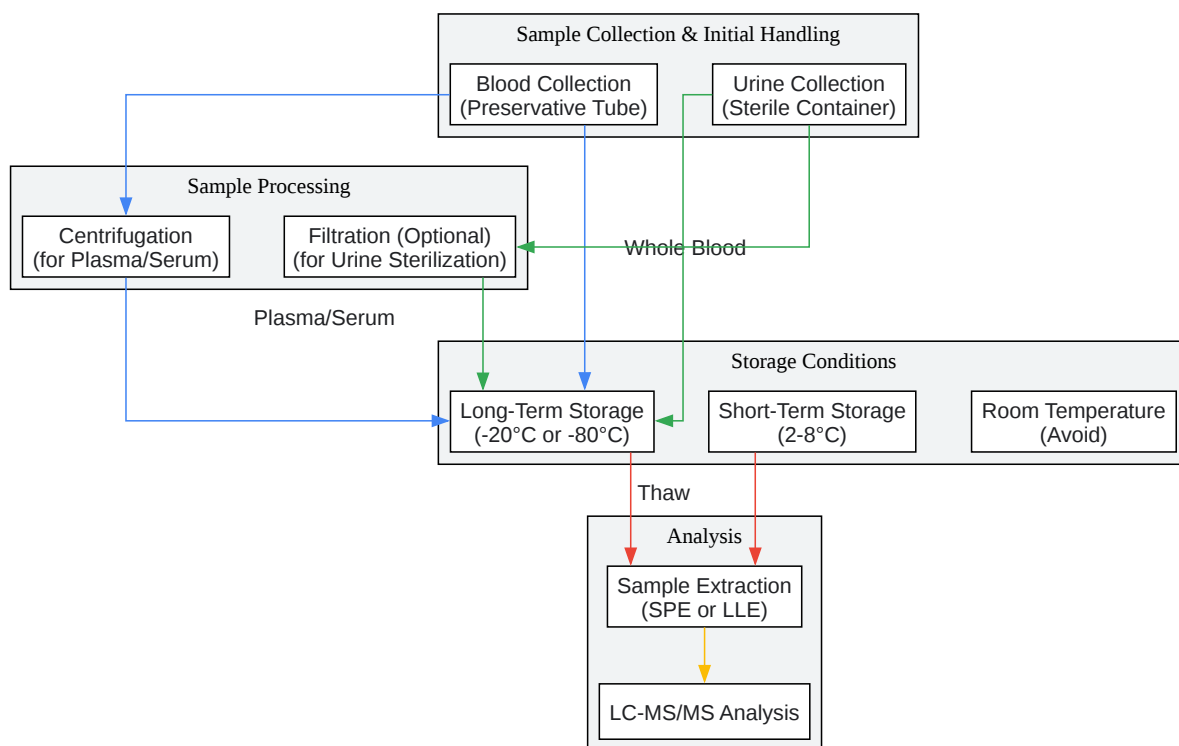 Sample Collection & Initial Handling
Blood Collection
(Preservative Tube)
Urine Collection
(Sterile Container)
Sample Processing
Centrifugation
(for Plasma/Serum)
Filtration (Optional)
(for Urine Sterilization)
Whole Blood
Plasma/Serum
Storage Conditions
Long-Term Storage
(-20°C or -80°C)
Short-Term Storage
(2-8°C)
Room Temperature
(Avoid)
Thaw
Analysis
Sample Extraction
(SPE or LLE)
LC-MS/MS Analysis